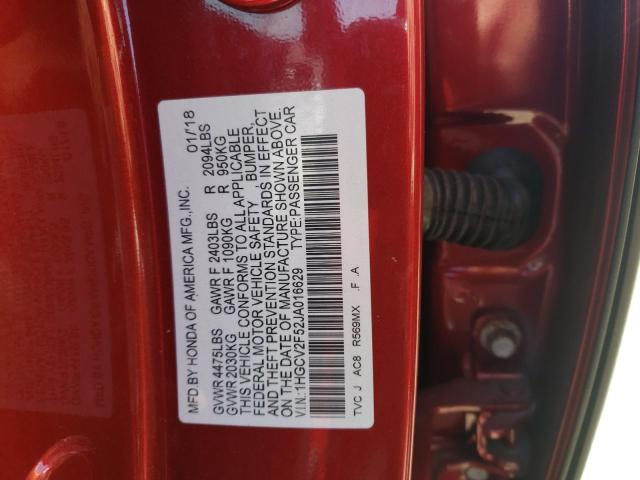 MFD.BY HONDA OF AMERICA MFG.,INC. 01/'18
GVWR 4475LBS GAWR F 2403LBS R 2094LBS
GVWR 2030KG GAWR F 1090KG R 950KG
THIS VEHICLE CONFORMS TO ALL APPLICABLE
FEDERAL MOTOR VEHICLE SAFETY , BUMPER,
AND THEFT PREVENTION STANDARDS IN EFFECT
ON THE DATE OF MANUFACTURE SHOWN ABOVE.
V.I.N.:1HGCV2F52JA016629 TYPE:PASSENGER CAR
TVC J AC8 R569MX .F .A